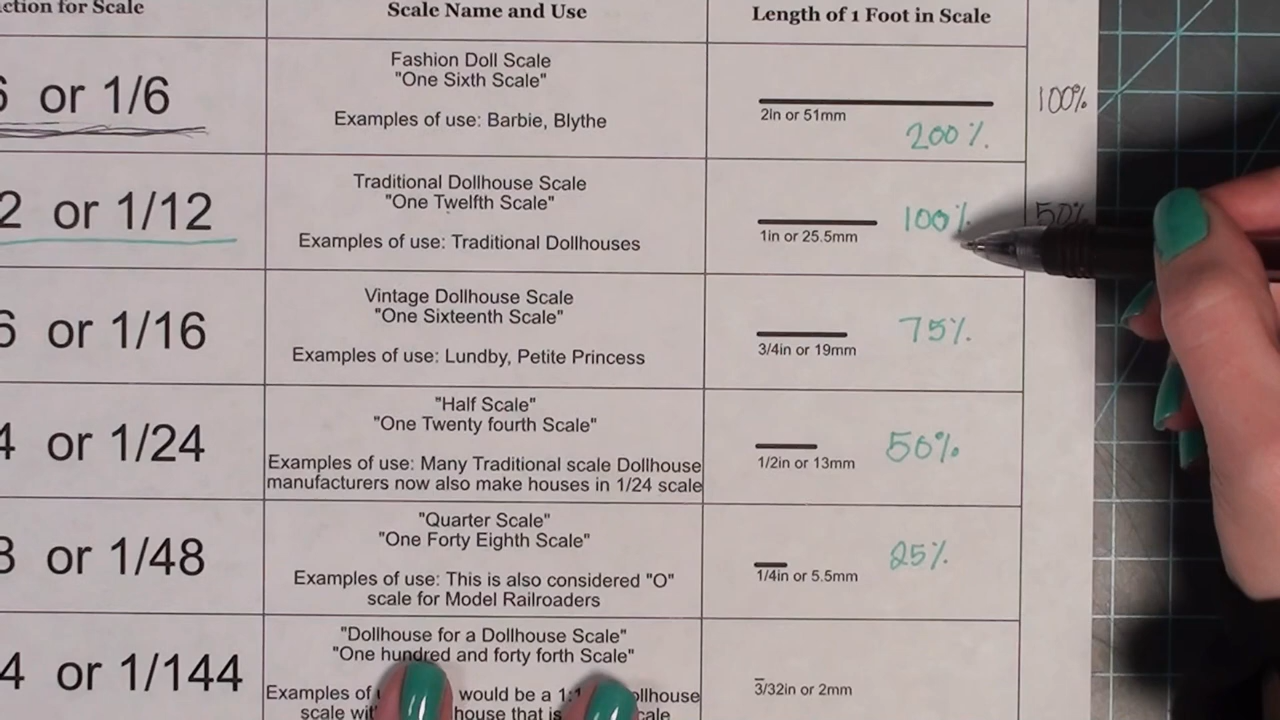 ction for Scale
Scale Name and Use
Length of 1 Foot in Scale
6 or 1/6
Fashion Doll Scale
"One Sixth Scale"
Examples of use: Barbie, Blythe
2in or 51mm
200%
100%
2 or 1/12
Traditional Dollhouse Scale
"One Twelfth Scale"
Examples of use: Traditional Dollhouses
1in or 25.5mm
100%
50%
6 or 1/16
Vintage Dollhouse Scale
"One Sixteenth Scale"
Examples of use: Lundby, Petite Princess
3/4in or 19mm
75%
4 or 1/24
"Half Scale"
"One Twenty fourth Scale"
Examples of use: Many Traditional scale Dollhouse
manufacturers now also make houses in 1/24 scale
1/2in or 13mm
50%
8 or 1/48
"Quarter Scale"
"One Forty Eighth Scale"
Examples of use: This is also considered "O"
scale for Model Railroaders
1/4in or 5.5mm
25%
4 or 1/144
"Dollhouse for a Dollhouse Scale"
"One hundred and forty forth Scale"
Examples of would be a 1:1 ollhouse
scale wit house that is cale
3/32in or 2mm